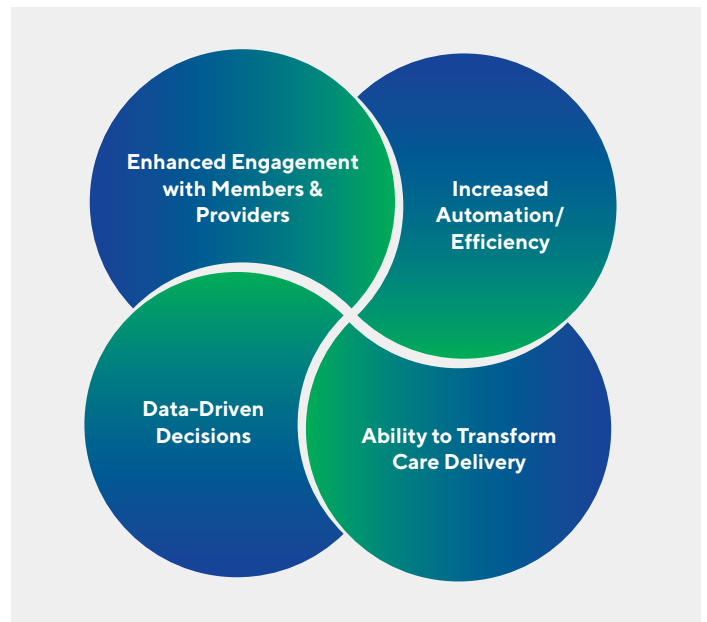 Enhanced Engagement
with Members &
Providers
Increased
Automation/
Efficiency
Data-Driven
Decisions
Ability to Transform
Care Delivery